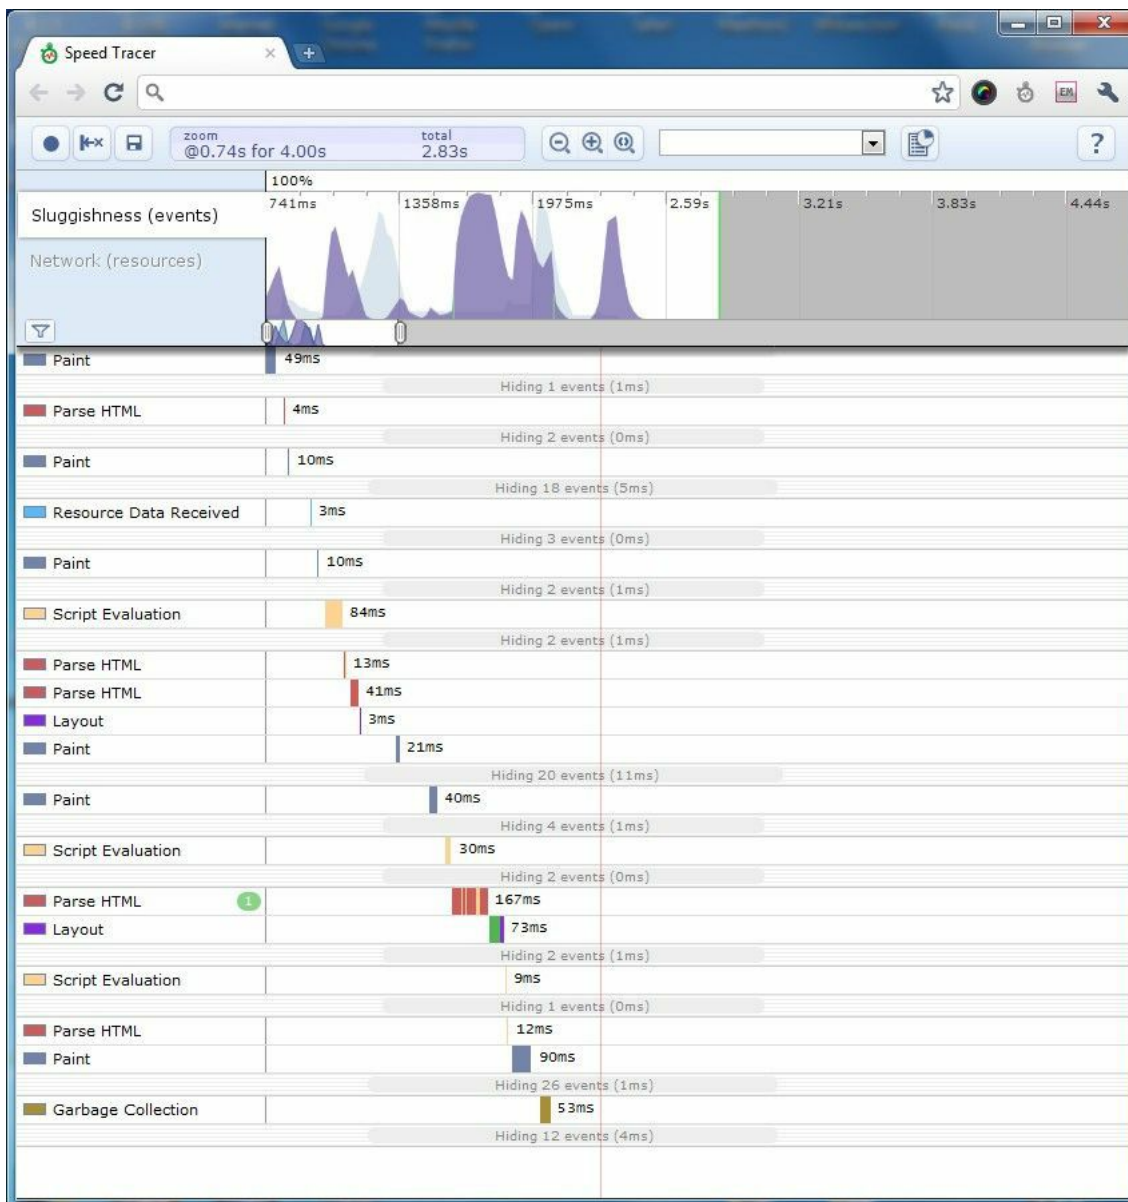 Speed Tracer
EM
zoom total
@0.74s for 4.00s 2.83s
?
100%
741ms 1358ms 1975ms 2.59s 3.21s 3.83s 4.44s
Sluggishness (events)
Network (resources)
Paint 49ms
Hiding 1 events (1ms)
Parse HTML 4ms
Hiding 2 events (0ms)
Paint 10ms
Hiding 18 events (5ms)
Resource Data Received 3ms
Hiding 3 events (0ms)
Paint 10ms
Hiding 2 events (1ms)
Script Evaluation 84ms
Hiding 2 events (1ms)
Parse HTML 13ms
Parse HTML 41ms
Layout 3ms
Paint 21ms
Hiding 20 events (11ms)
Paint 40ms
Hiding 4 events (1ms)
Script Evaluation 30ms
Hiding 2 events (0ms)
Parse HTML 1 167ms
Layout 73ms
Hiding 2 events (1ms)
Script Evaluation 9ms
Hiding 1 events (0ms)
Parse HTML 12ms
Paint 90ms
Hiding 26 events (1ms)
Garbage Collection 53ms
Hiding 12 events (4ms)